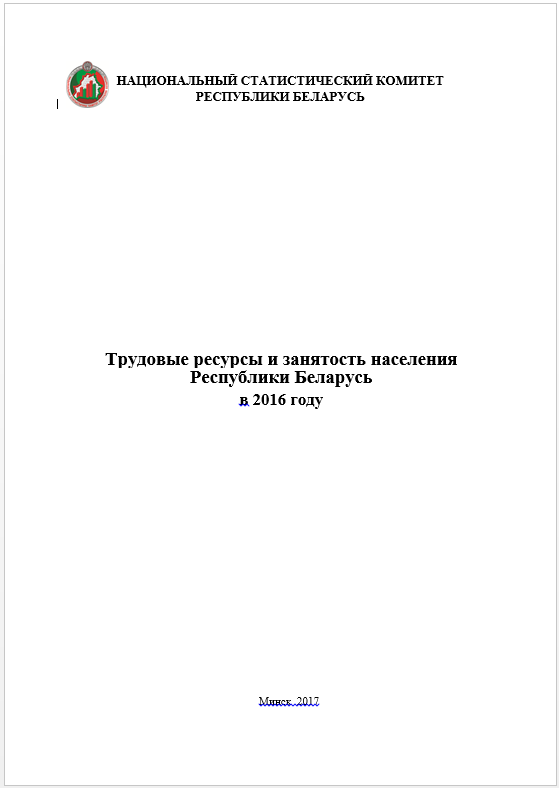 НАЦИОНАЛЬНЫЙ СТАТИСТИЧЕСКИЙ КОМИТЕТ
РЕСПУБЛИКИ БЕЛАРУСЬ
Трудовые ресурсы и занятость населения
Республики Беларусь
в 2016 году
Минск 2017